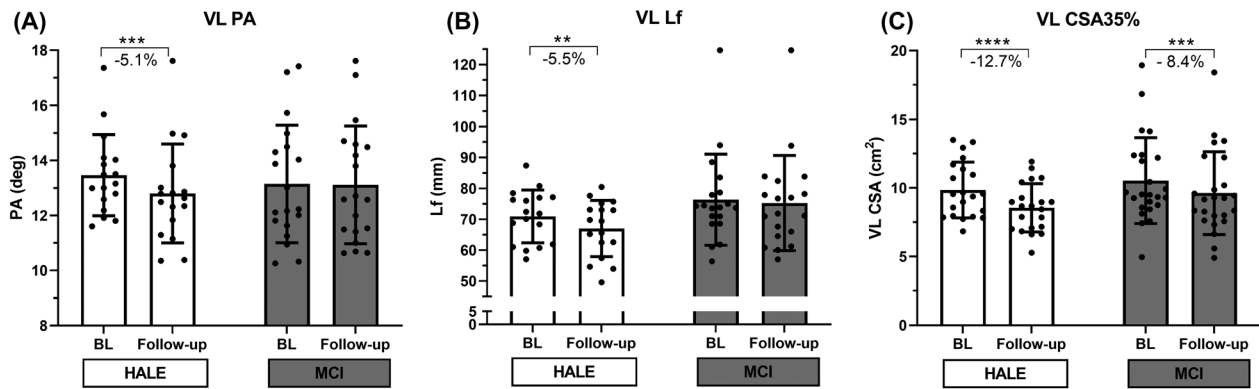 (A)
VL PA
***
-5.1%
18
16
14
12
10
8
PA (deg)
BL
Follow-up
BL
Follow-up
HALE
MCI
(B)
VL Lf
**
-5.5%
120
110
100
90
80
70
60
50
5
0
Lf (mm)
BL
Follow-up
BL
Follow-up
HALE
MCI
(C)
VL CSA35%
****
-12.7%
***
- 8.4%
20
15
10
5
0
VL CSA (cm²)
BL
Follow-up
BL
Follow-up
HALE
MCI